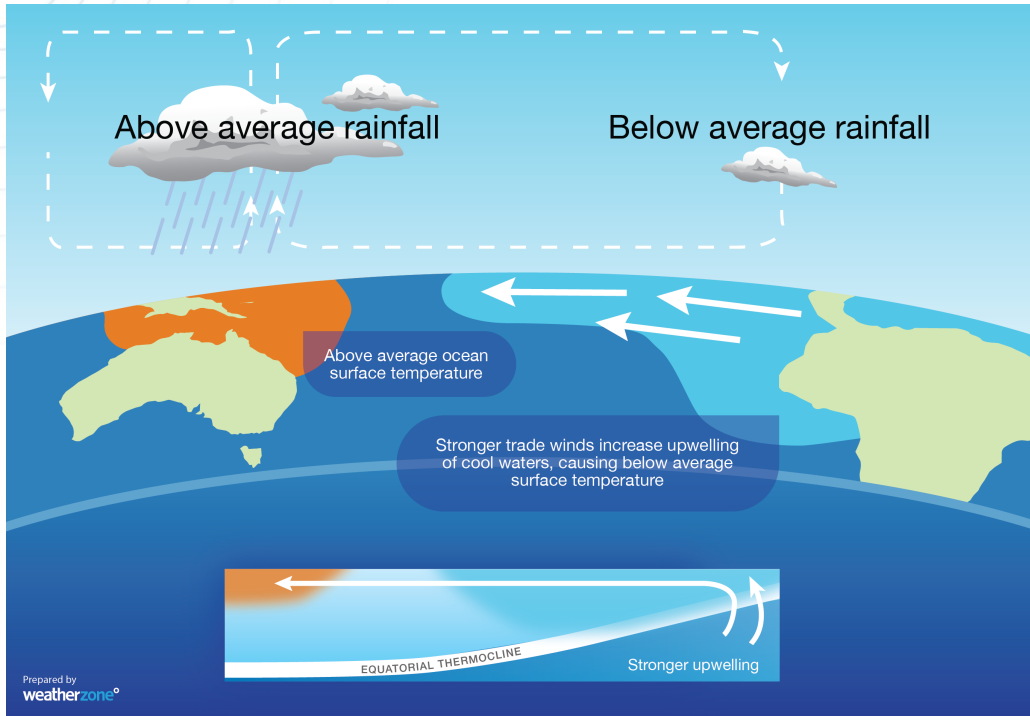 Above average rainfall
Below average rainfall
Above average ocean
surface temperature
Stronger trade winds increase upwelling
of cool waters, causing below average
surface temperature
EQUATORIAL THERMOCLINE
Stronger upwelling
Prepared by
weatherzone°